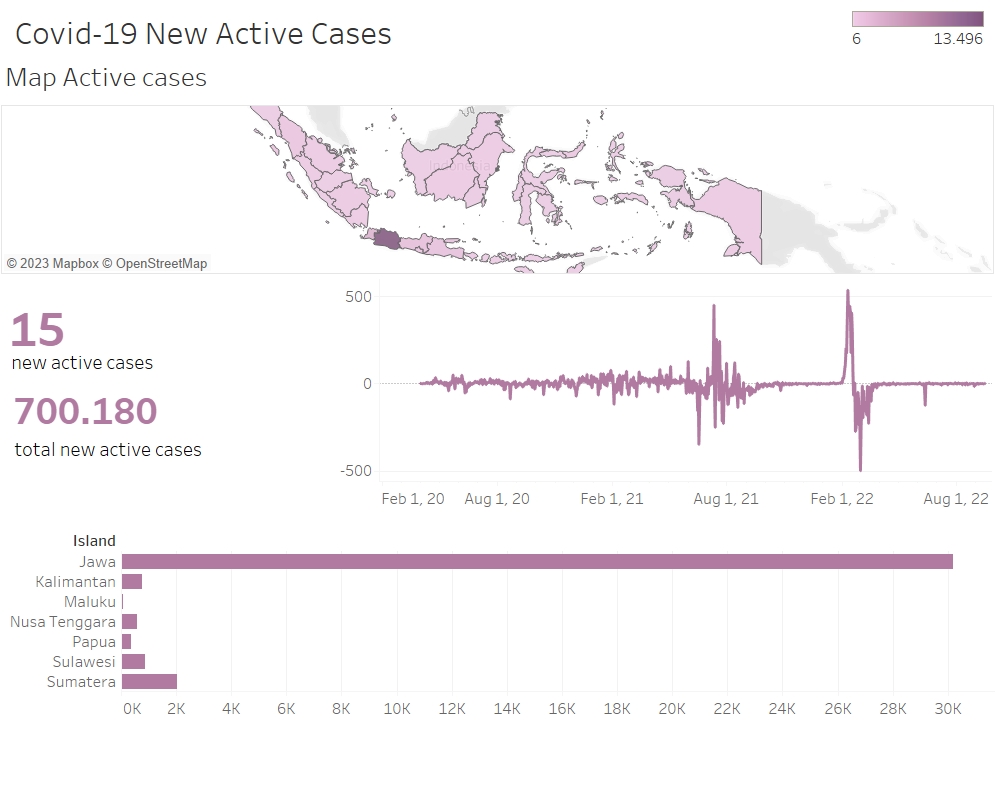 Covid-19 New Active Cases
6 13.496
Map Active cases
Indonesia
© 2023 Mapbox © OpenStreetMap
15
new active cases
700.180
total new active cases
500
0
-500
Feb 1, 20 Aug 1, 20 Feb 1, 21 Aug 1, 21 Feb 1, 22 Aug 1, 22
Island
Jawa
Kalimantan
Maluku
Nusa Tenggara
Papua
Sulawesi
Sumatera
0K 2K 4K 6K 8K 10K 12K 14K 16K 18K 20K 22K 24K 26K 28K 30K